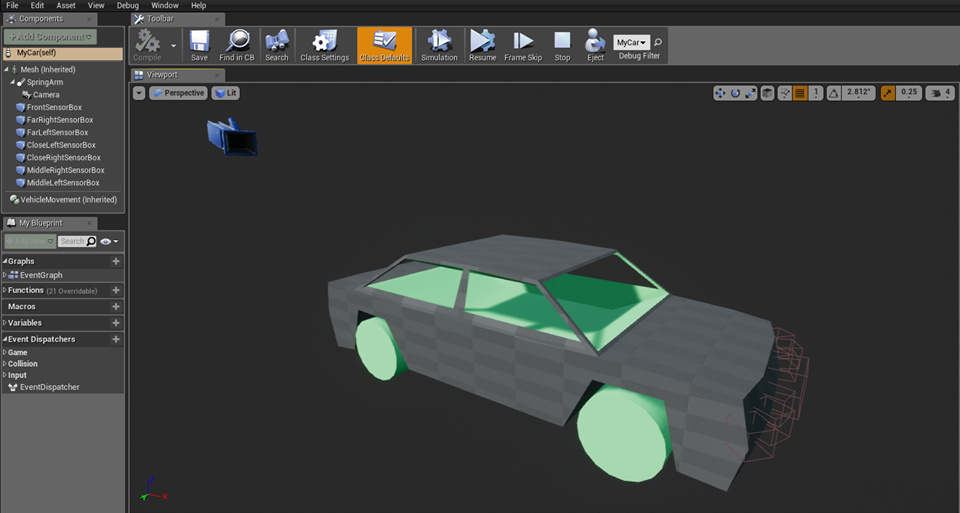 File Edit Asset View Debug Window Help
Components
Toolbar
+Add Component
MyCar(self)
Mesh (Inherited)
SpringArm
Camera
FrontSensorBox
FarRightSensorBox
FarLeftSensorBox
CloseLeftSensorBox
CloseRightSensorBox
MiddleRightSensorBox
MiddleLeftSensorBox
VehicleMovement (Inherited)
Compile
Save
Find in CB
Search
Class Settings
Class Defaults
Simulation
Resume
Frame Skip
Stop
Eject
MyCar
Debug Filter
Viewport
Perspective
Lit
1
2.812°
0.25
4
My Blueprint
+Add New
Search
Graphs
EventGraph
Functions (21 Overridable)
Macros
Variables
Event Dispatchers
Game
Collision
Input
EventDispatcher
Z
X